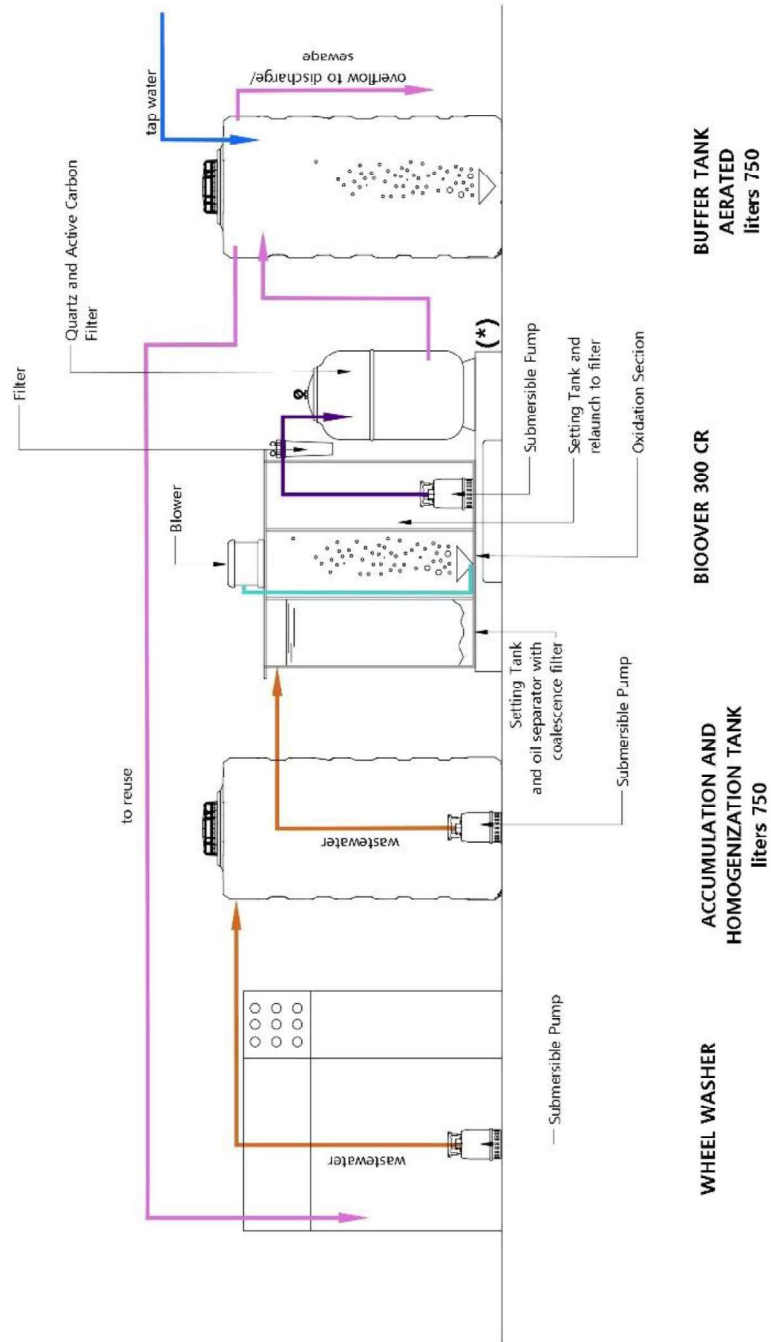 to reuse
Filter
Quartz and Active Carbon
Filter
Blower
tap water
overflow to discharge/
sewage
wastewater
wastewater
Submersible Pump
Submersible Pump
Setting Tank
and oil separator with
coalescence filter
Submersible Pump
Setting Tank and
relaunch to filter
Oxidation Section
(*)
WHEEL WASHER
ACCUMULATION AND
HOMOGENIZATION TANK
liters 750
BIOOVER 300 CR
BUFFER TANK
AERATED
liters 750